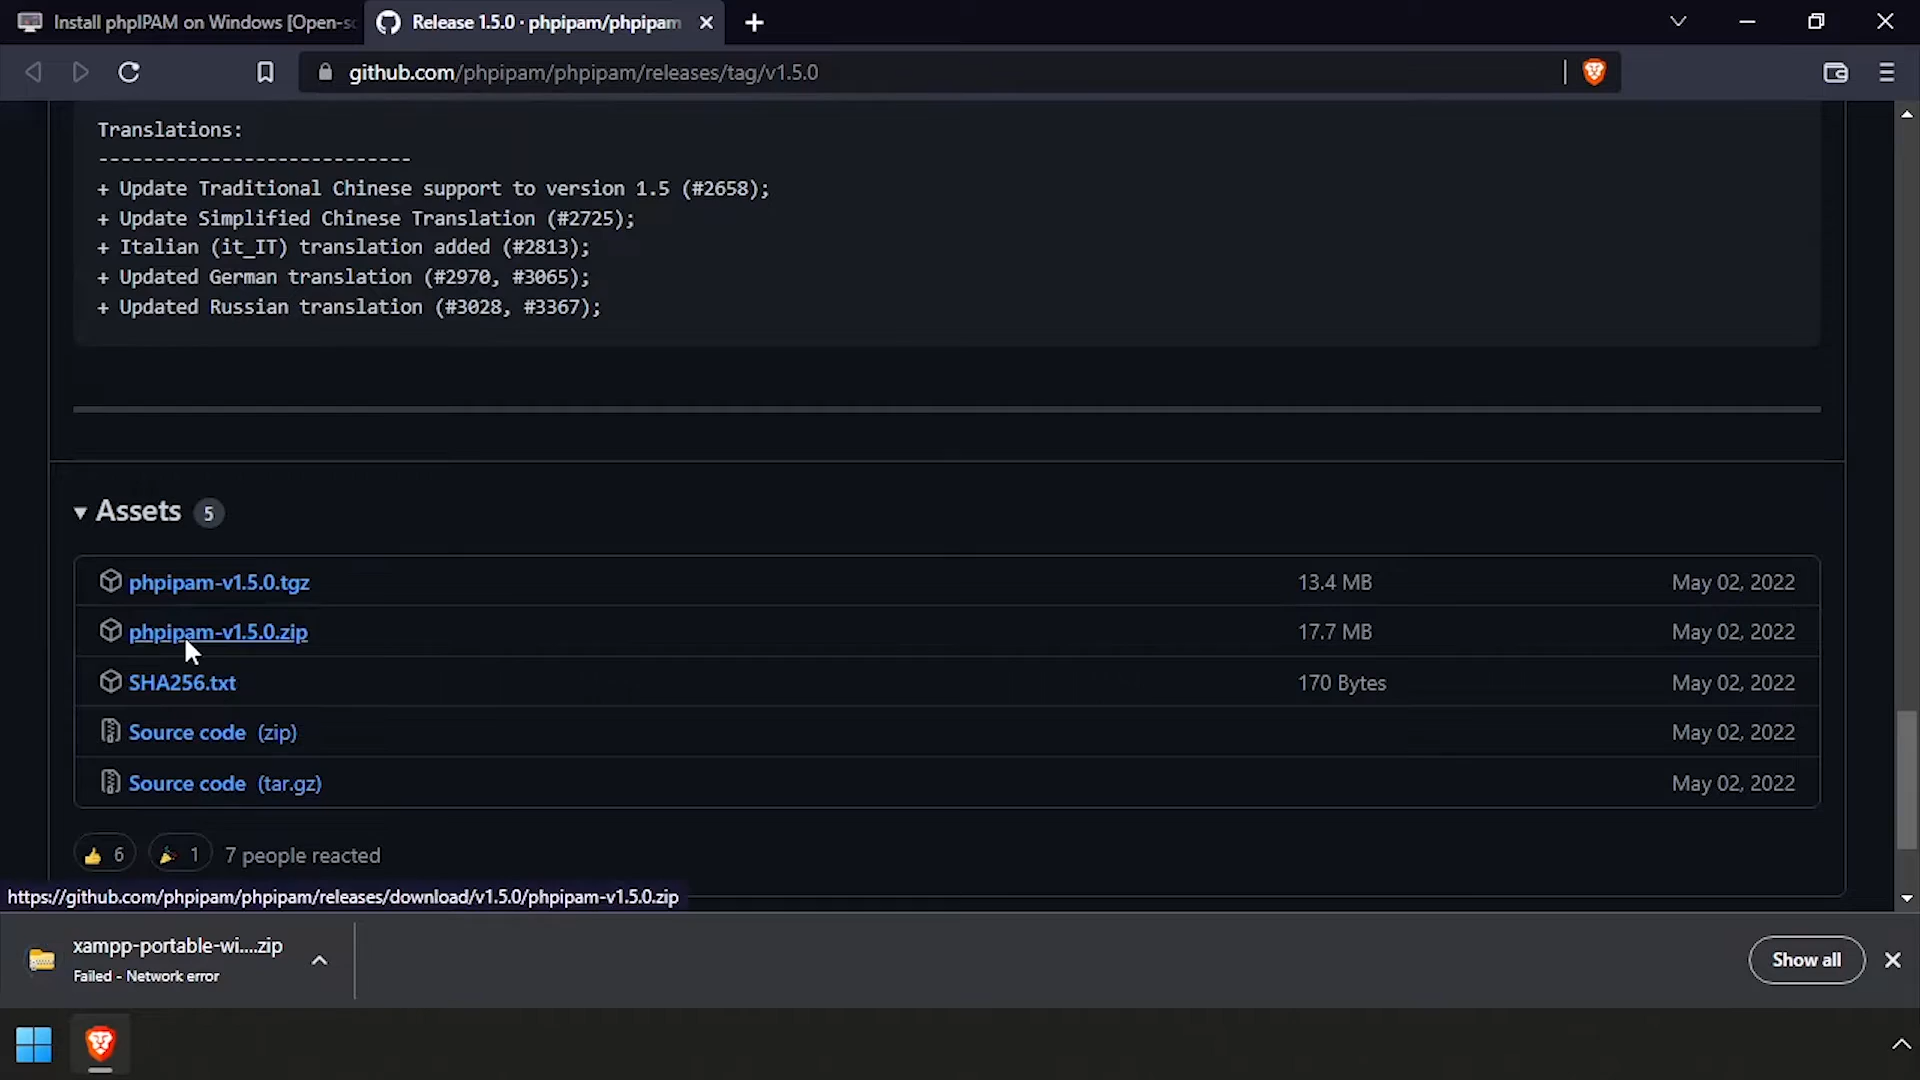 Install phpIPAM on Windows [Open-sc
Release 1.5.0 · phpipam/phpipam
github.com/phpipam/phpipam/releases/tag/v1.5.0
Translations:
----------------------------
+ Update Traditional Chinese support to version 1.5 (#2658);
+ Update Simplified Chinese Translation (#2725);
+ Italian (it_IT) translation added (#2813);
+ Updated German translation (#2970, #3065);
+ Updated Russian translation (#3028, #3367);
Assets 5
phpipam-v1.5.0.tgz 13.4 MB May 02, 2022
phpipam-v1.5.0.zip 17.7 MB May 02, 2022
SHA256.txt 170 Bytes May 02, 2022
Source code (zip) May 02, 2022
Source code (tar.gz) May 02, 2022
6 1 7 people reacted
https://github.com/phpipam/phpipam/releases/download/v1.5.0/phpipam-v1.5.0.zip
xampp-portable-wi....zip
Failed - Network error
Show all